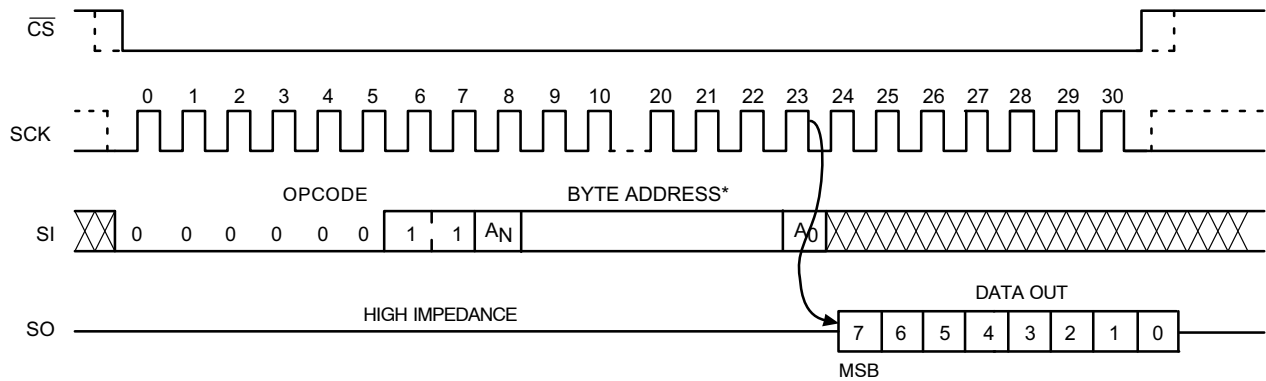 C̅S̅
0 1 2 3 4 5 6 7 8 9 10 20 21 22 23 24 25 26 27 28 29 30
SCK
OPCODE BYTE ADDRESS*
SI 0 0 0 0 0 0 1 1 AN A0
DATA OUT
HIGH IMPEDANCE
SO 7 6 5 4 3 2 1 0
MSB